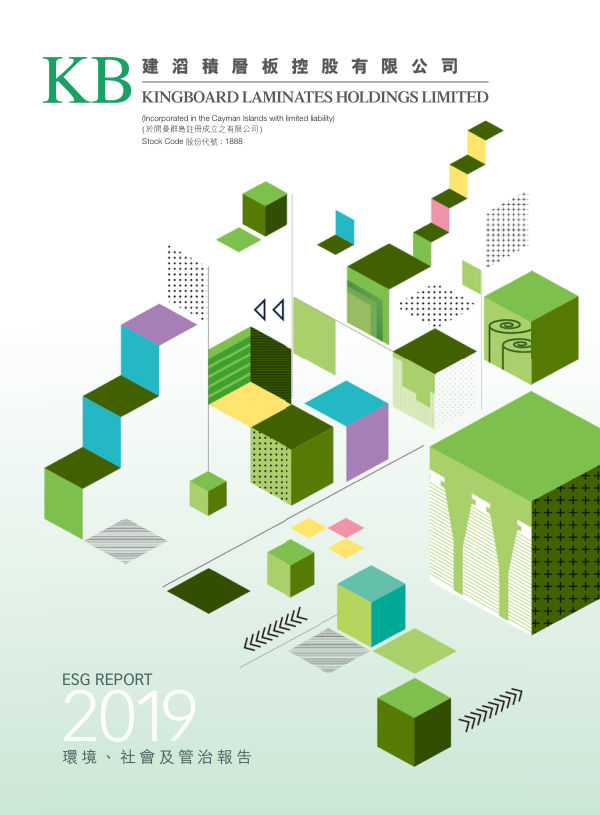 KB
建滔積層板控股有限公司
KINGBOARD LAMINATES HOLDINGS LIMITED
(Incorporated in the Cayman Islands with limited liability)
(於開曼群島註冊成立之有限公司)
Stock Code 股份代號 : 1888
ESG REPORT
2019
環境、社會及管治報告